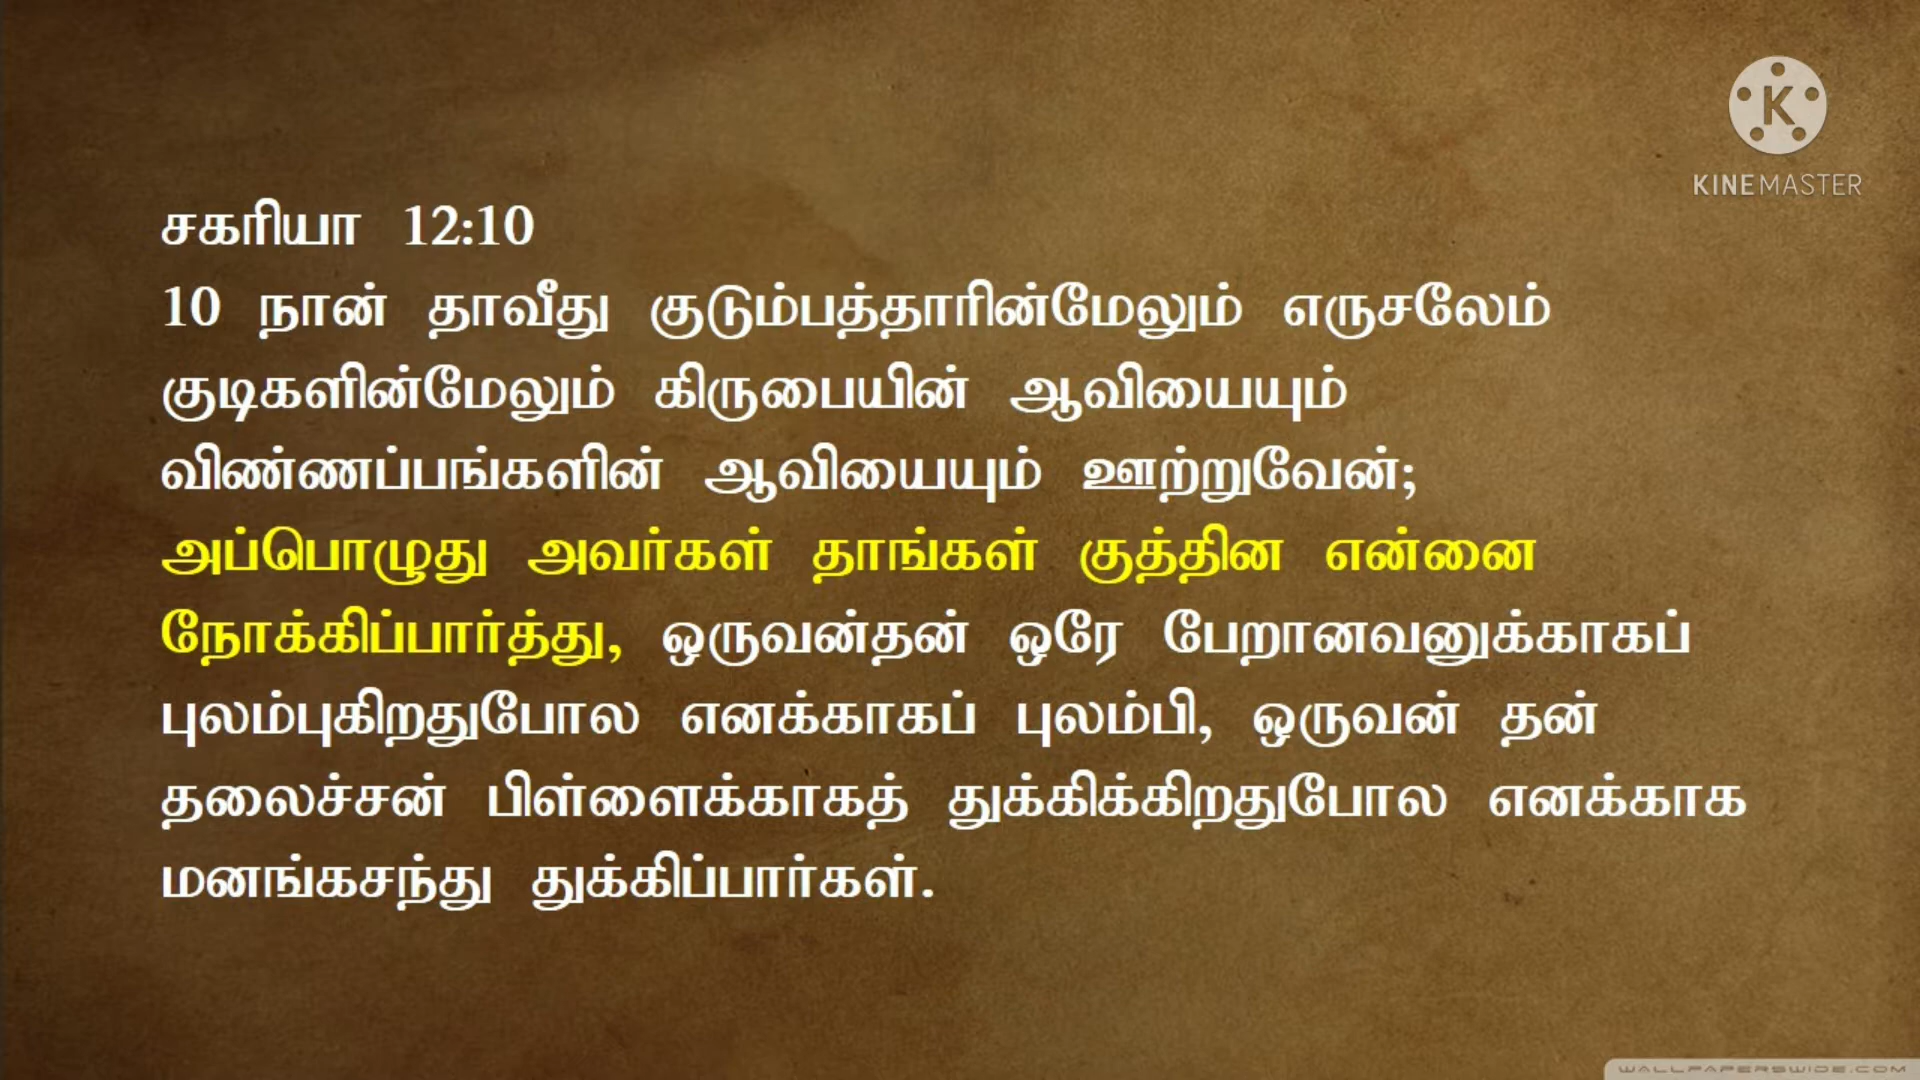 KINEMASTER
சகரியா 12:10
10 நான் தாவீது குடும்பத்தாரின்மேலும் எருசலேம்
குடிகளின்மேலும் கிருபையின் ஆவியையும்
விண்ணப்பங்களின் ஆவியையும் ஊற்றுவேன்;
அப்பொழுது அவர்கள் தாங்கள் குத்தின என்னை
நோக்கிப்பார்த்து, ஒருவன்தன் ஒரே பேறானவனுக்காகப்
புலம்புகிறதுபோல எனக்காகப் புலம்பி, ஒருவன் தன்
தலைச்சன் பிள்ளைக்காகத் துக்கிக்கிறதுபோல எனக்காக
மனங்கசந்து துக்கிப்பார்கள்.
WALLPAPERSWIDE.COM